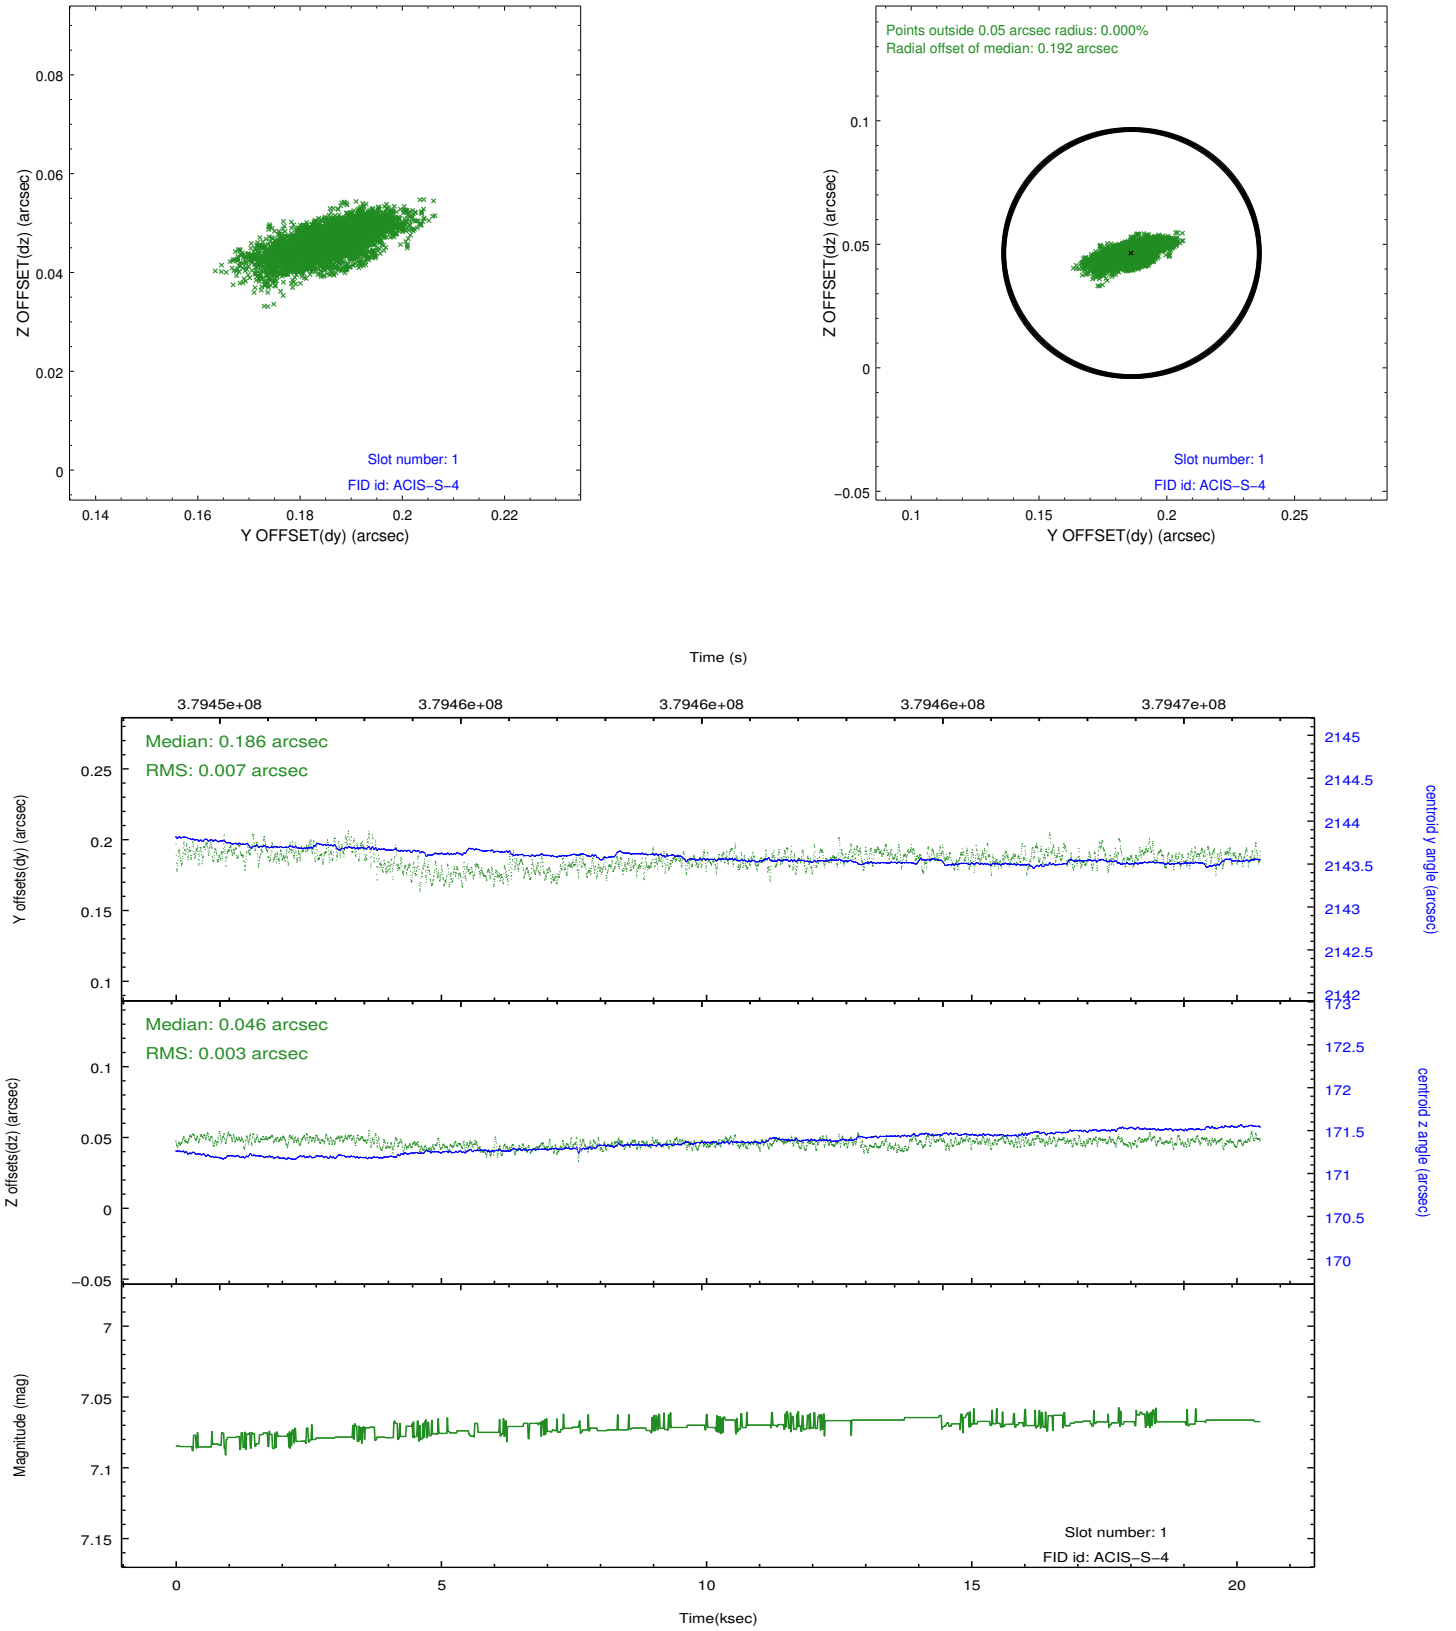 0.08
0.06
0.04
0.02
0
Z OFFSET(dz) (arcsec)
Slot number: 1
FID id: ACIS−S−4
0.14 0.16 0.18 0.2 0.22
Y OFFSET(dy) (arcsec)
Points outside 0.05 arcsec radius: 0.000%
Radial offset of median: 0.192 arcsec
0.1
0.05
0
−0.05
Z OFFSET(dz) (arcsec)
Slot number: 1
FID id: ACIS−S−4
0.1 0.15 0.2 0.25
Y OFFSET(dy) (arcsec)
Time (s)
3.7945e+08 3.7946e+08 3.7946e+08 3.7946e+08 3.7947e+08
Median: 0.186 arcsec
RMS: 0.007 arcsec
0.25
0.2
0.15
0.1
Y offsets(dy) (arcsec)
2145
2144.5
2144
2143.5
2143
2142.5
2142
centroid y angle (arcsec)
Median: 0.046 arcsec
RMS: 0.003 arcsec
0.1
0.05
0
−0.05
Z offsets(dz) (arcsec)
173
172.5
172
171.5
171
170.5
170
centroid z angle (arcsec)
7
7.05
7.1
7.15
Magnitude (mag)
Slot number: 1
FID id: ACIS−S−4
0 5 10 15 20
Time(ksec)